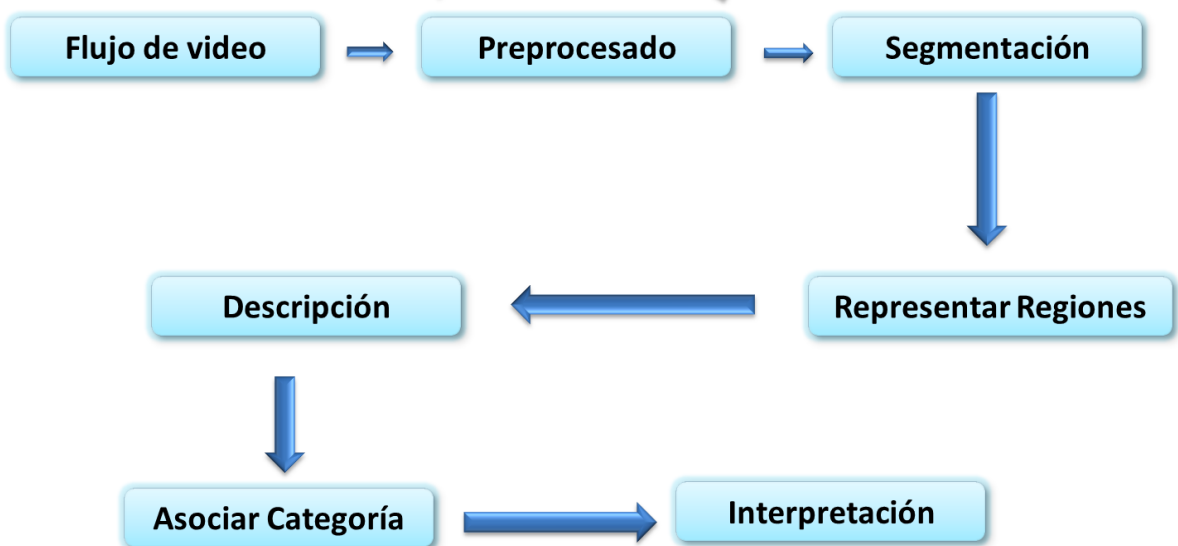 Flujo de video
Preprocesado
Segmentación
Representar Regiones
Descripción
Asociar Categoría
Interpretación